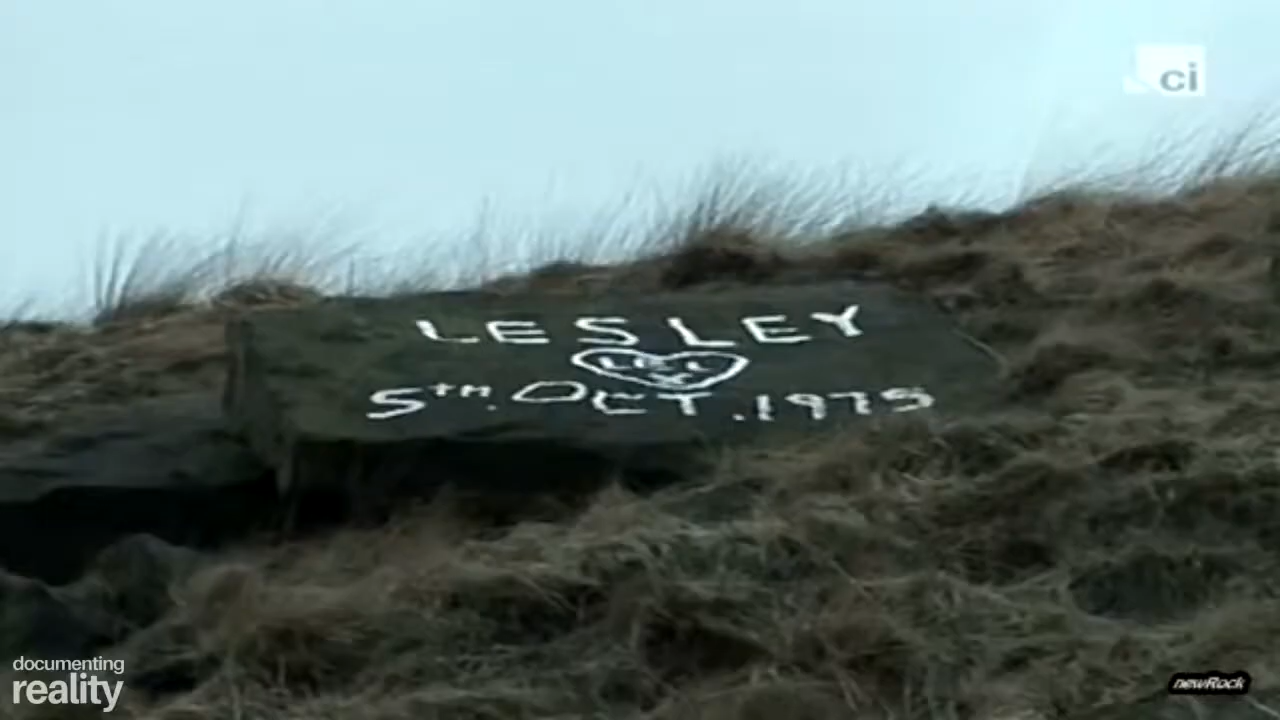 ci
LESLEY
5TH. OCT. 1975
documenting
reality
newRock